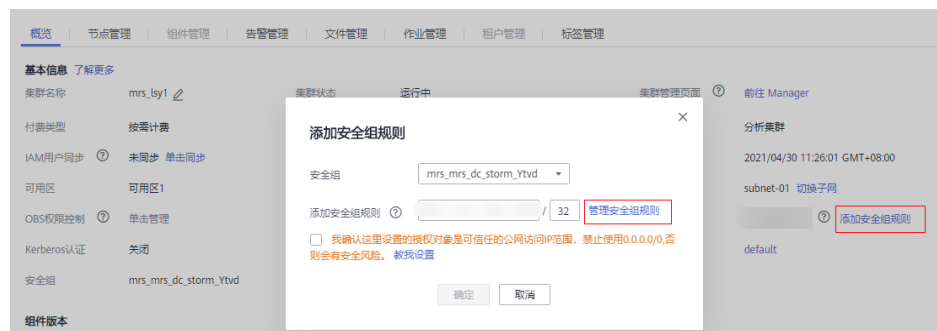 概览 节点管理 组件管理 告警管理 文件管理 作业管理 租户管理 标签管理
基本信息 了解更多
集群名称 mrs_lsy1 集群状态 运行中 集群管理页面 ? 前往 Manager
付费类型 按需计费 分析集群
IAM用户同步 ? 未同步 单击同步 2021/04/30 11:26:01 GMT+08:00
可用区 可用区1 subnet-01 切换子网
OBS权限控制 ? 单击管理 ? 添加安全组规则
Kerberos认证 关闭 default
安全组 mrs_mrs_dc_storm_Ytvd
组件版本
添加安全组规则 ×
安全组 mrs_mrs_dc_storm_Ytvd
添加安全组规则 ? / 32 管理安全组规则
我确认这里设置的授权对象是可信任的公网访问IP范围，禁止使用0.0.0.0/0,否
则会有安全风险。 教我设置
确定 取消